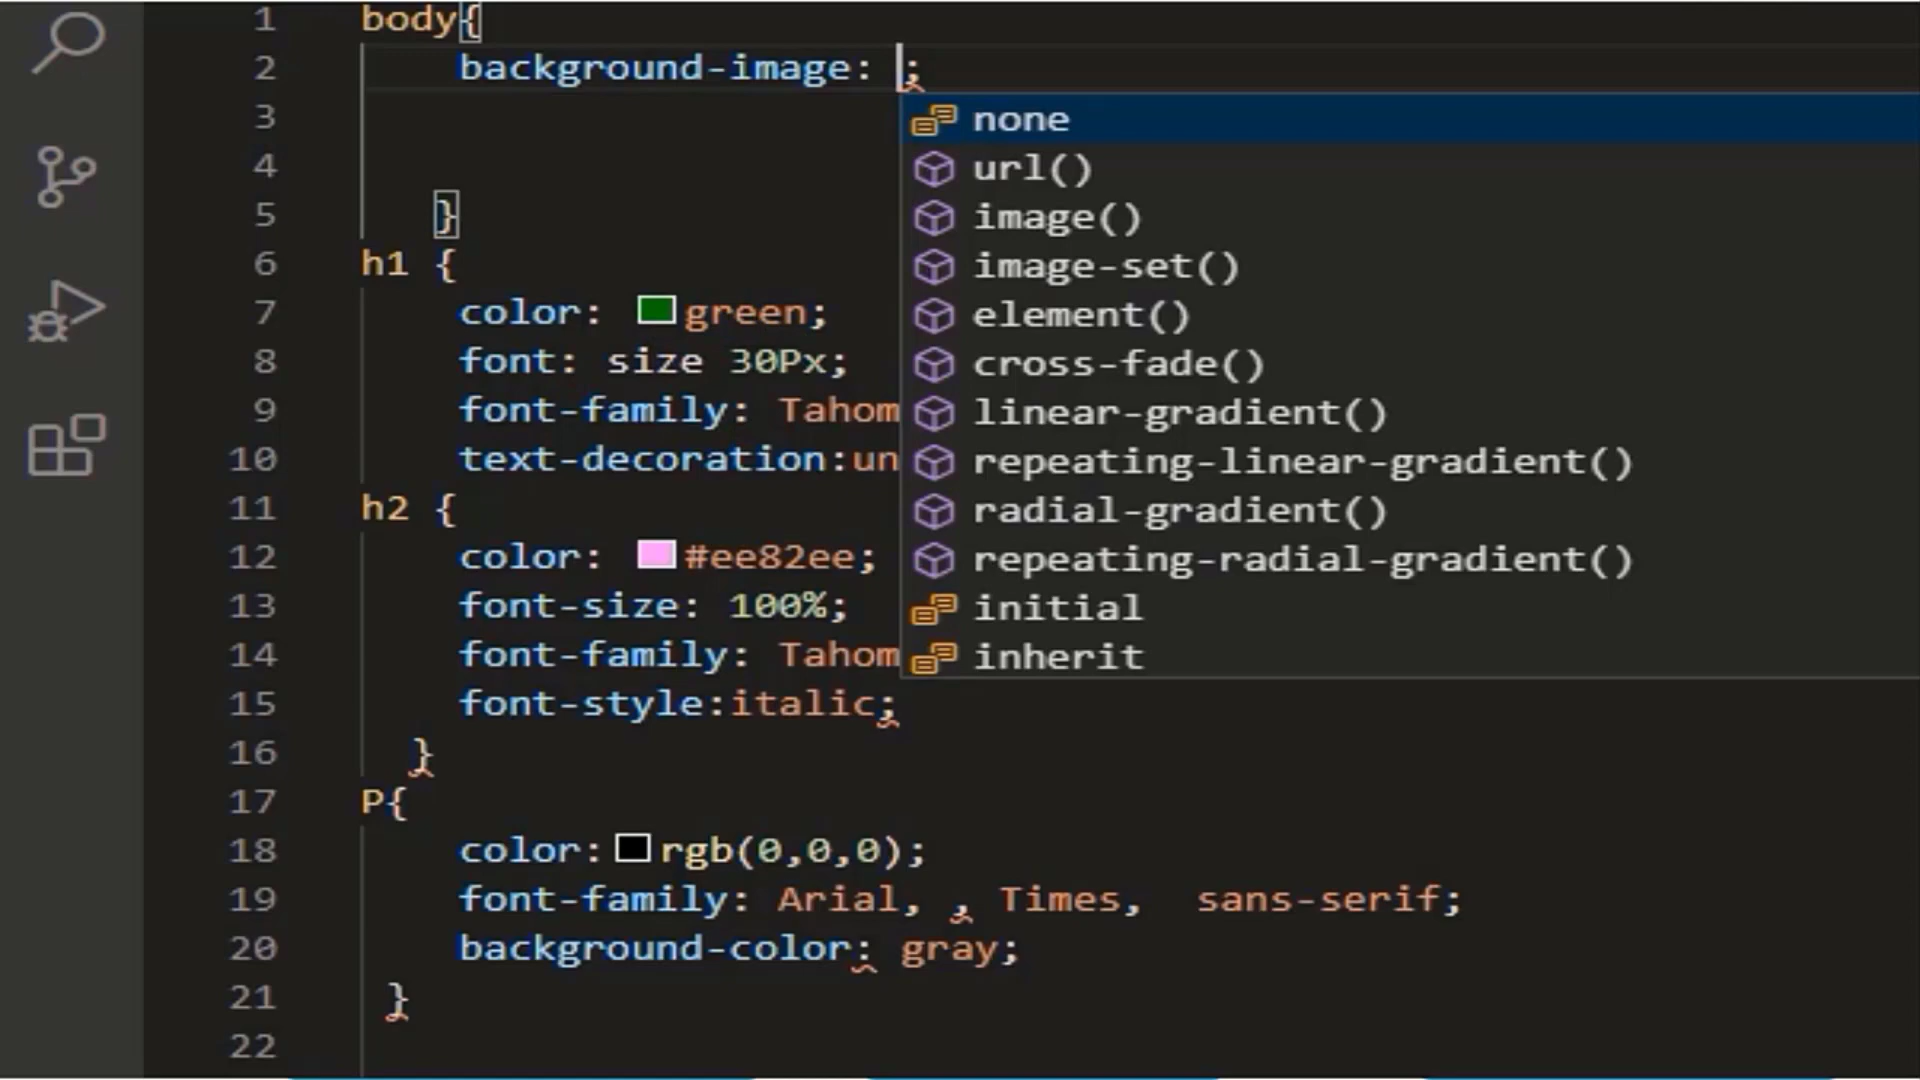 1 body{
2 background-image: ;
none
3
url()
4
image()
5 }
image-set()
6 h1 {
element()
7 color: green;
cross-fade()
8 font: size 30Px;
linear-gradient()
9 font-family: Tahom
repeating-linear-gradient()
10 text-decoration:un
radial-gradient()
11 h2 {
repeating-radial-gradient()
12 color: #ee82ee;
initial
13 font-size: 100%;
inherit
14 font-family: Tahom
15 font-style:italic;
16 }
17 P{
18 color: rgb(0,0,0);
19 font-family: Arial, , Times, sans-serif;
20 background-color: gray;
21 }
22